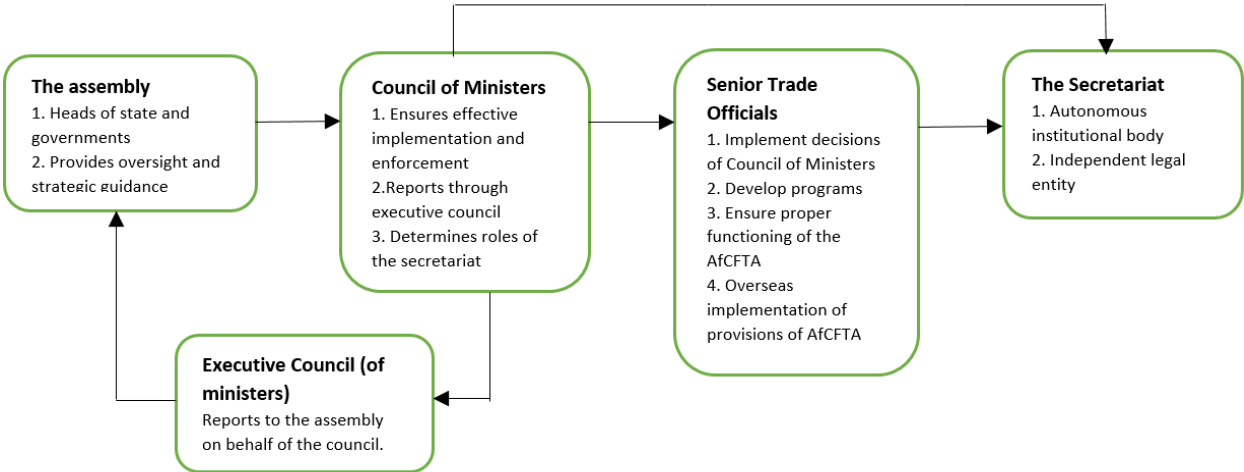 The assembly
1. Heads of state and
governments
2. Provides oversight and
strategic guidance
Council of Ministers
1. Ensures effective
implementation and
enforcement
2.Reports through
executive council
3. Determines roles of
the secretariat
Senior Trade
Officials
1. Implement decisions
of Council of Ministers
2. Develop programs
3. Ensure proper
functioning of the
AfCFTA
4. Overseas
implementation of
provisions of AfCFTA
The Secretariat
1. Autonomous
institutional body
2. Independent legal
entity
Executive Council (of
ministers)
Reports to the assembly
on behalf of the council.